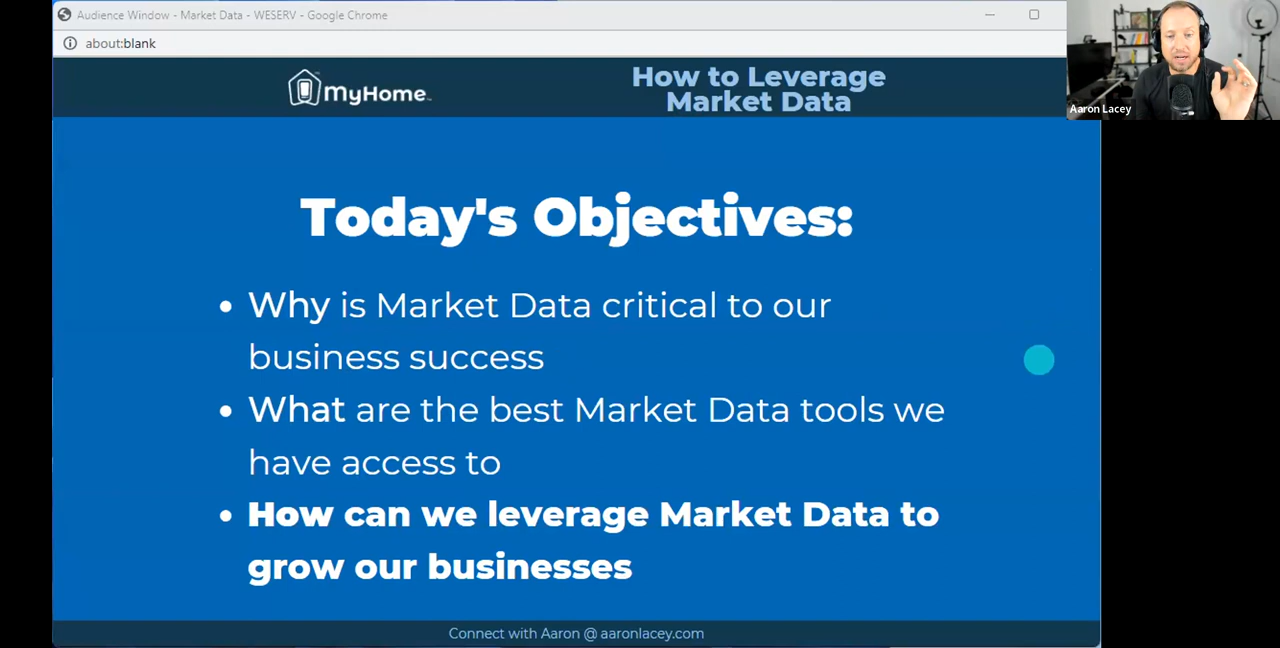 Audience Window - Market Data - WESERV - Google Chrome
about:blank
MyHome
How to Leverage
Market Data
Aaron Lacey
Today's Objectives:
• Why is Market Data critical to our
business success
• What are the best Market Data tools we
have access to
• How can we leverage Market Data to
grow our businesses
Connect with Aaron @ aaronlacey.com